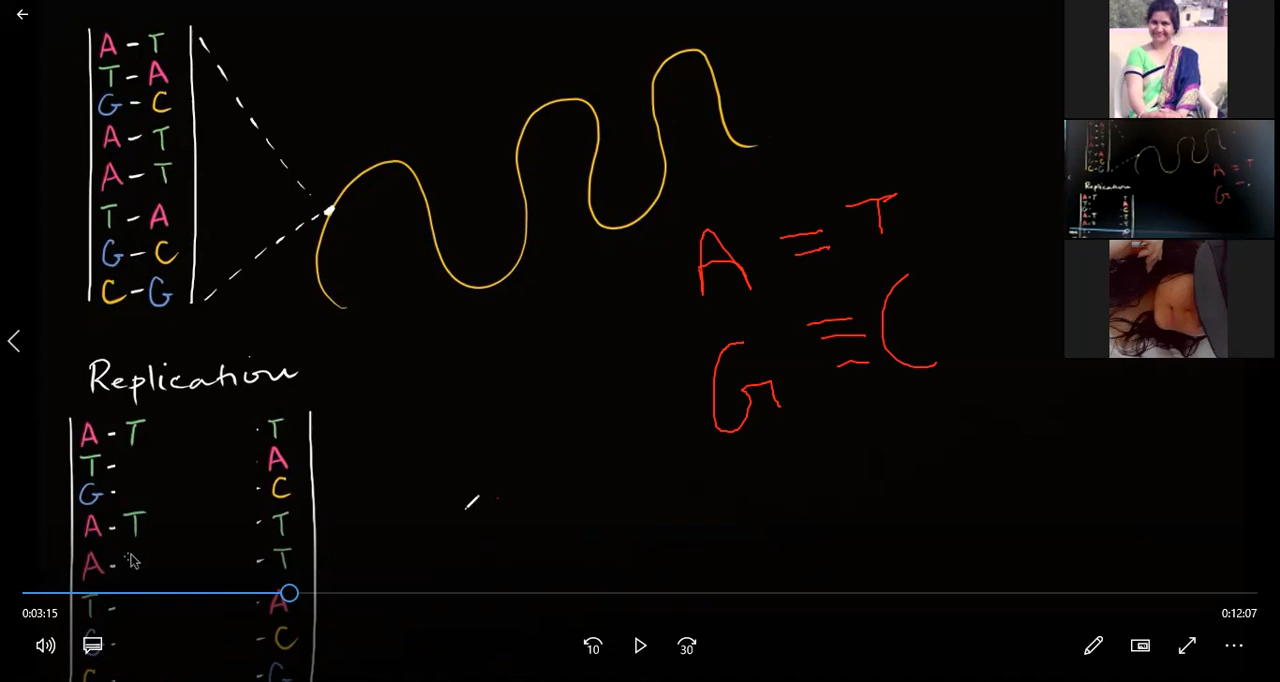 A - T
T - A
G - C
A - T
A - T
T - A
G - C
C - G
A = T
G ≡ C
Replication
A - T · T
T - · A
G · - C
A - T · T
A - - T
T - · A
G - - C
C - G
0:03:15
0:12:07
10
30